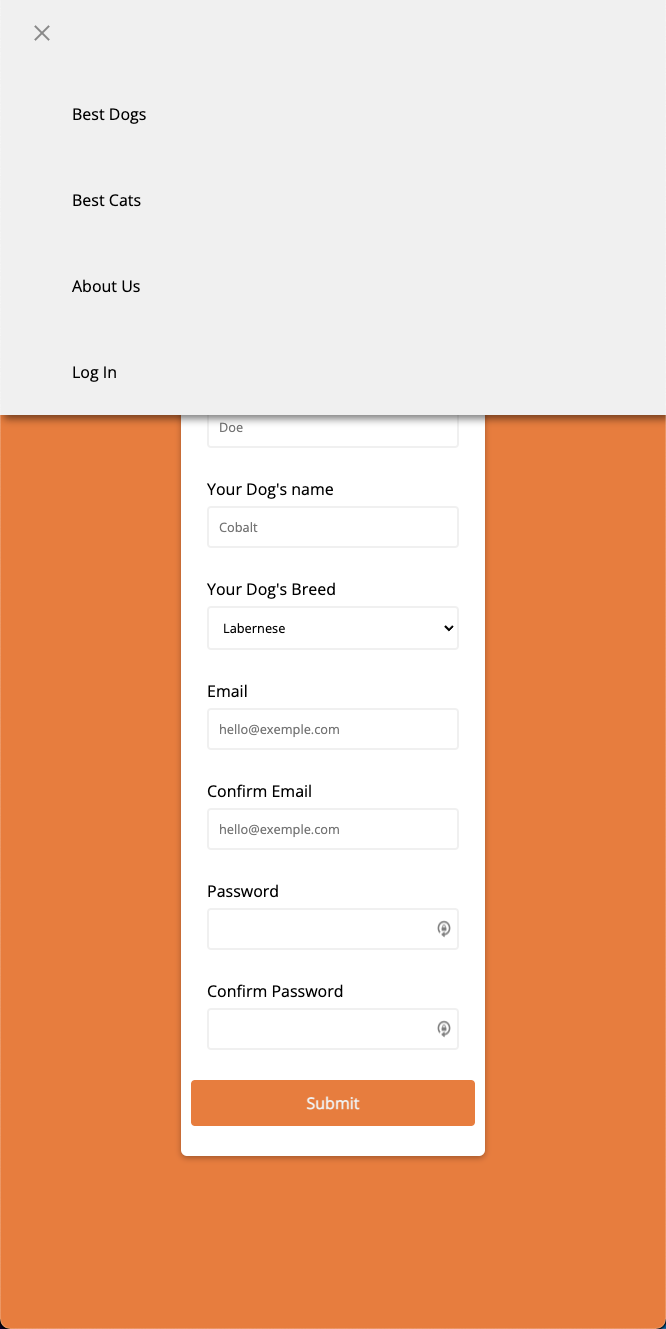 Best Dogs
Best Cats
About Us
Log In
Doe
Your Dog's name
Cobalt
Your Dog's Breed
Labernese
Email
hello@exemple.com
Confirm Email
hello@exemple.com
Password
Confirm Password
Submit